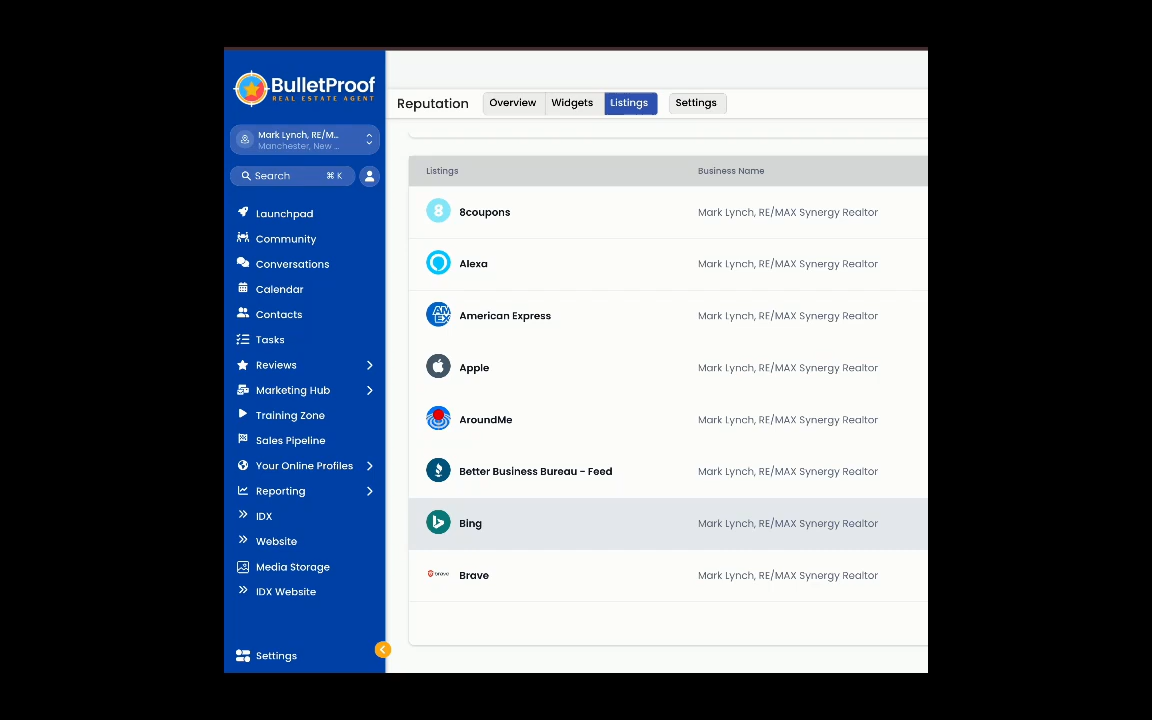 BulletProof
REAL ESTATE AGENT
Mark Lynch, RE/M...
Manchester, New ...
Search ⌘ K
Launchpad
Community
Conversations
Calendar
Contacts
Tasks
Reviews
Marketing Hub
Training Zone
Sales Pipeline
Your Online Profiles
Reporting
IDX
Website
Media Storage
IDX Website
Settings
Reputation Overview Widgets Listings Settings
Listings Business Name
8coupons Mark Lynch, RE/MAX Synergy Realtor
Alexa Mark Lynch, RE/MAX Synergy Realtor
AM
EX
American Express Mark Lynch, RE/MAX Synergy Realtor
Apple Mark Lynch, RE/MAX Synergy Realtor
AroundMe Mark Lynch, RE/MAX Synergy Realtor
Better Business Bureau - Feed Mark Lynch, RE/MAX Synergy Realtor
Bing Mark Lynch, RE/MAX Synergy Realtor
brave Brave Mark Lynch, RE/MAX Synergy Realtor